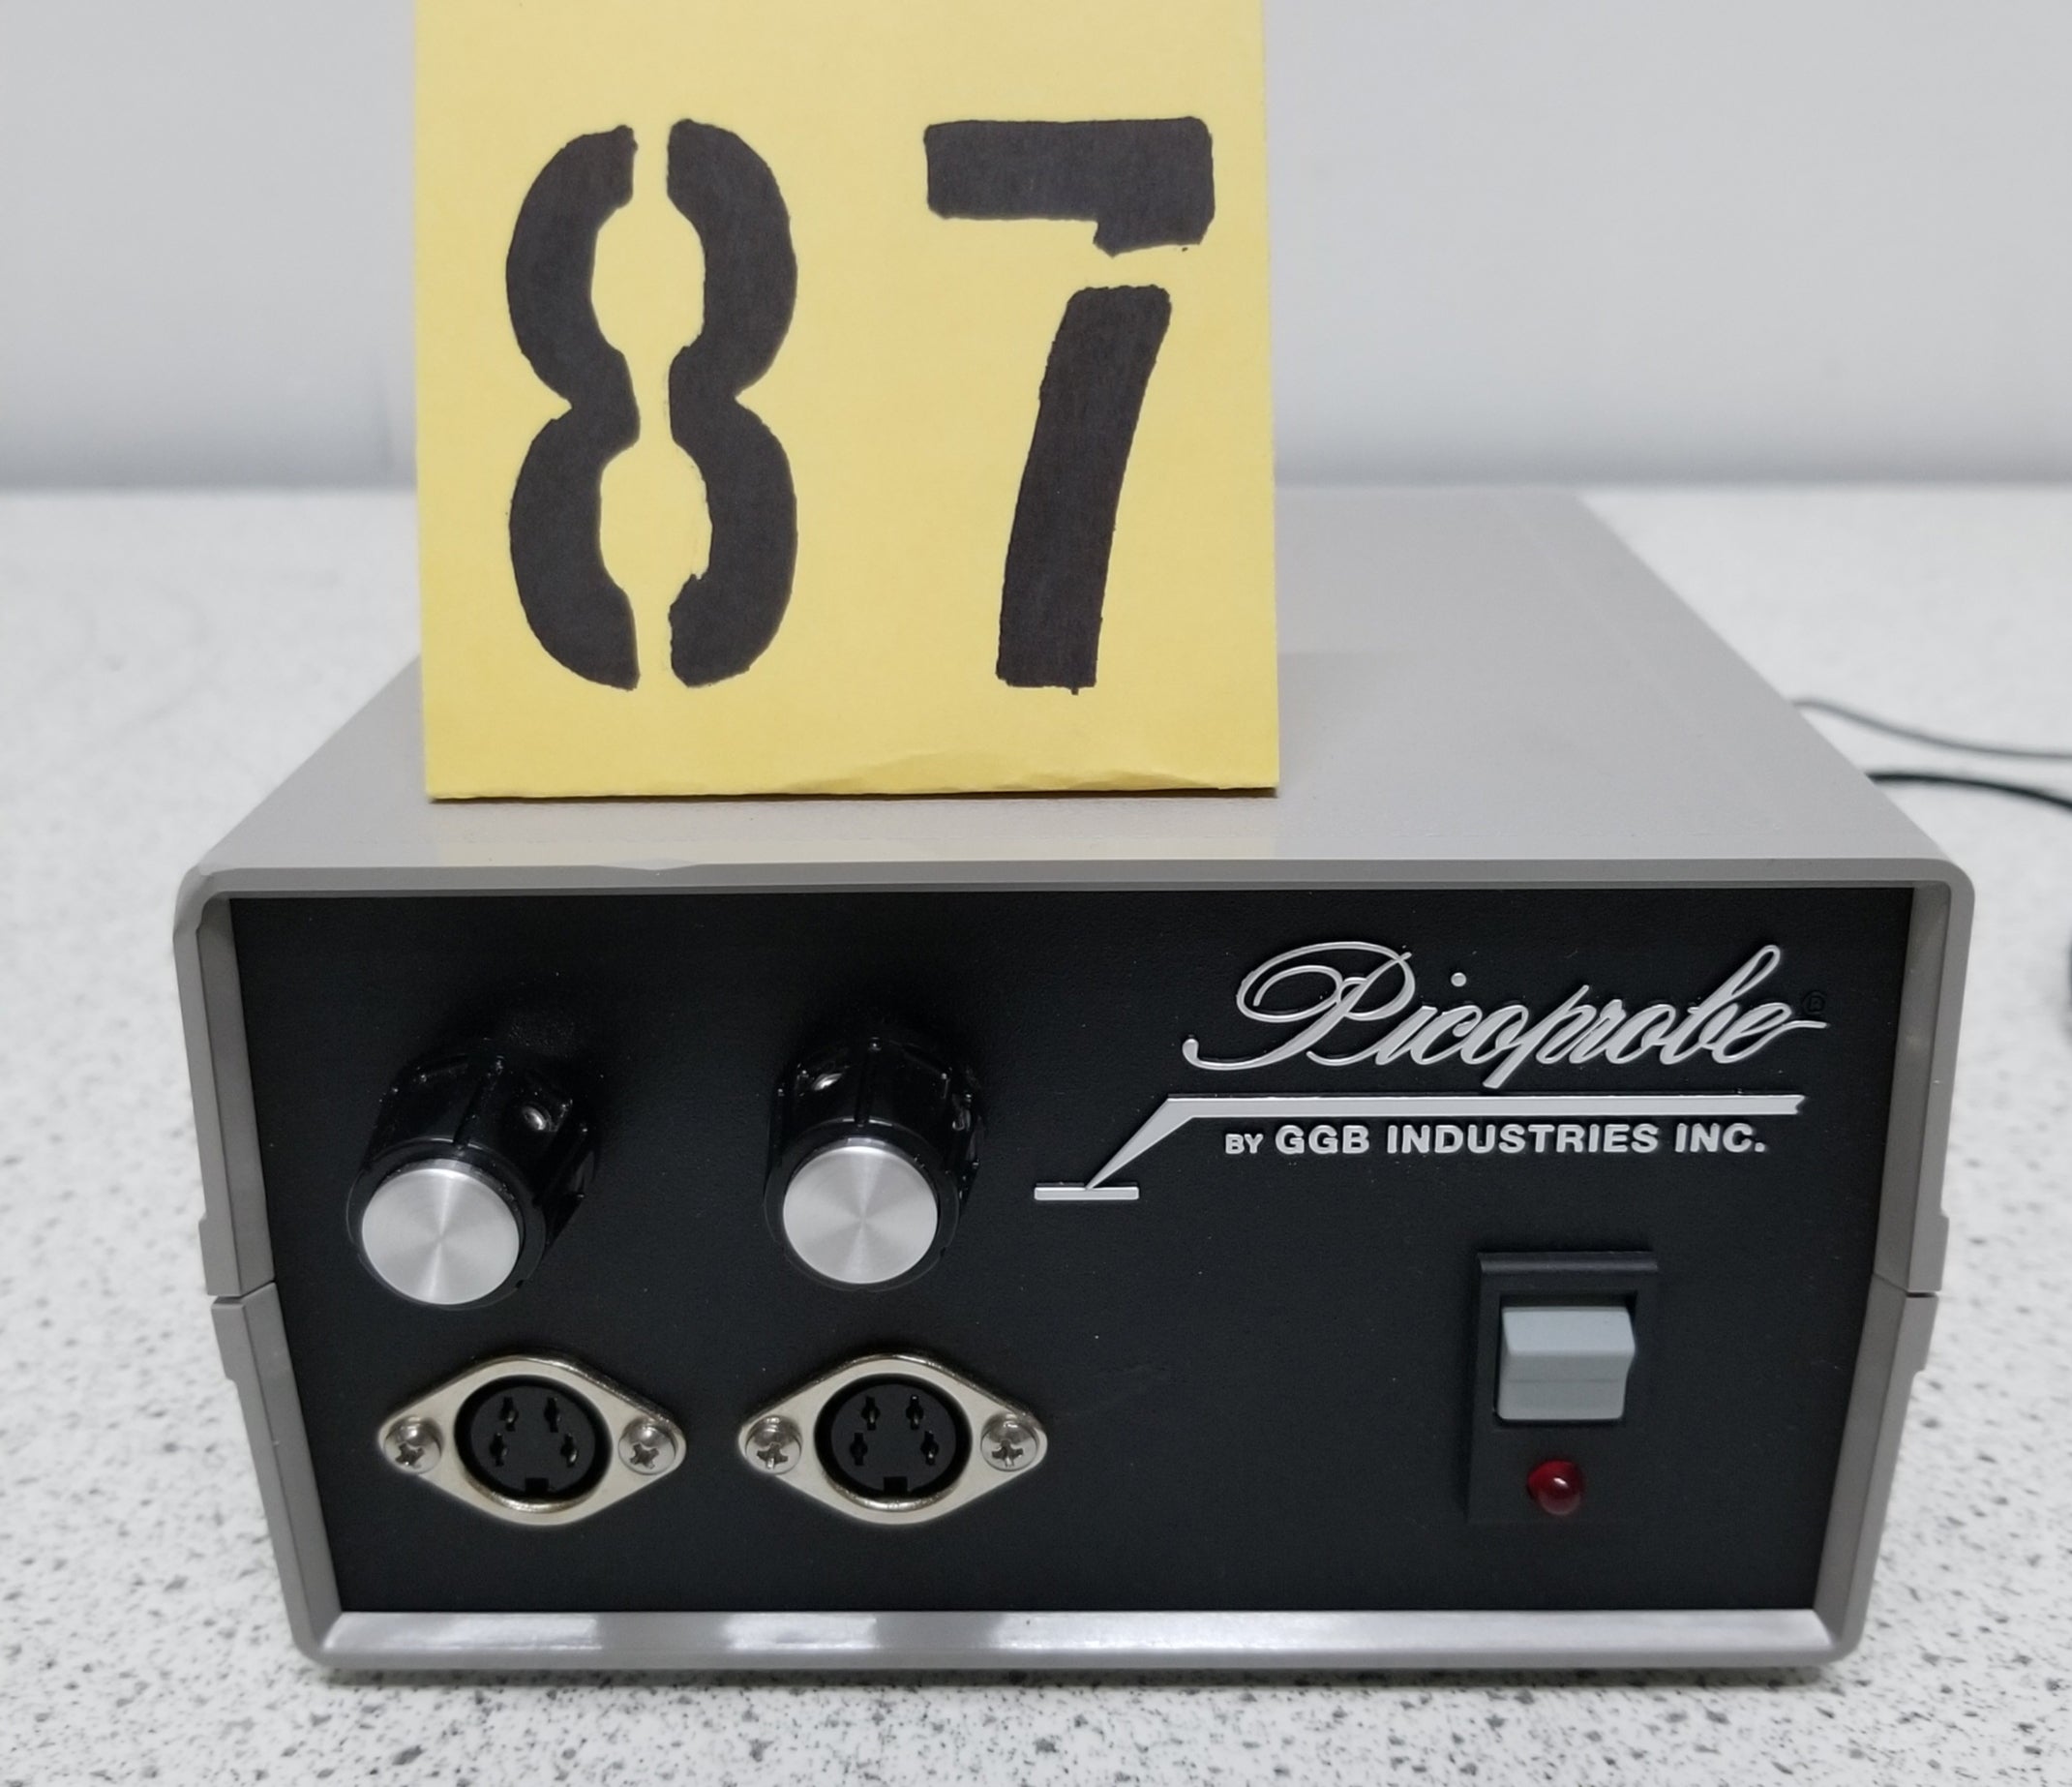 87
Picoprobe®
BY GGB INDUSTRIES INC.